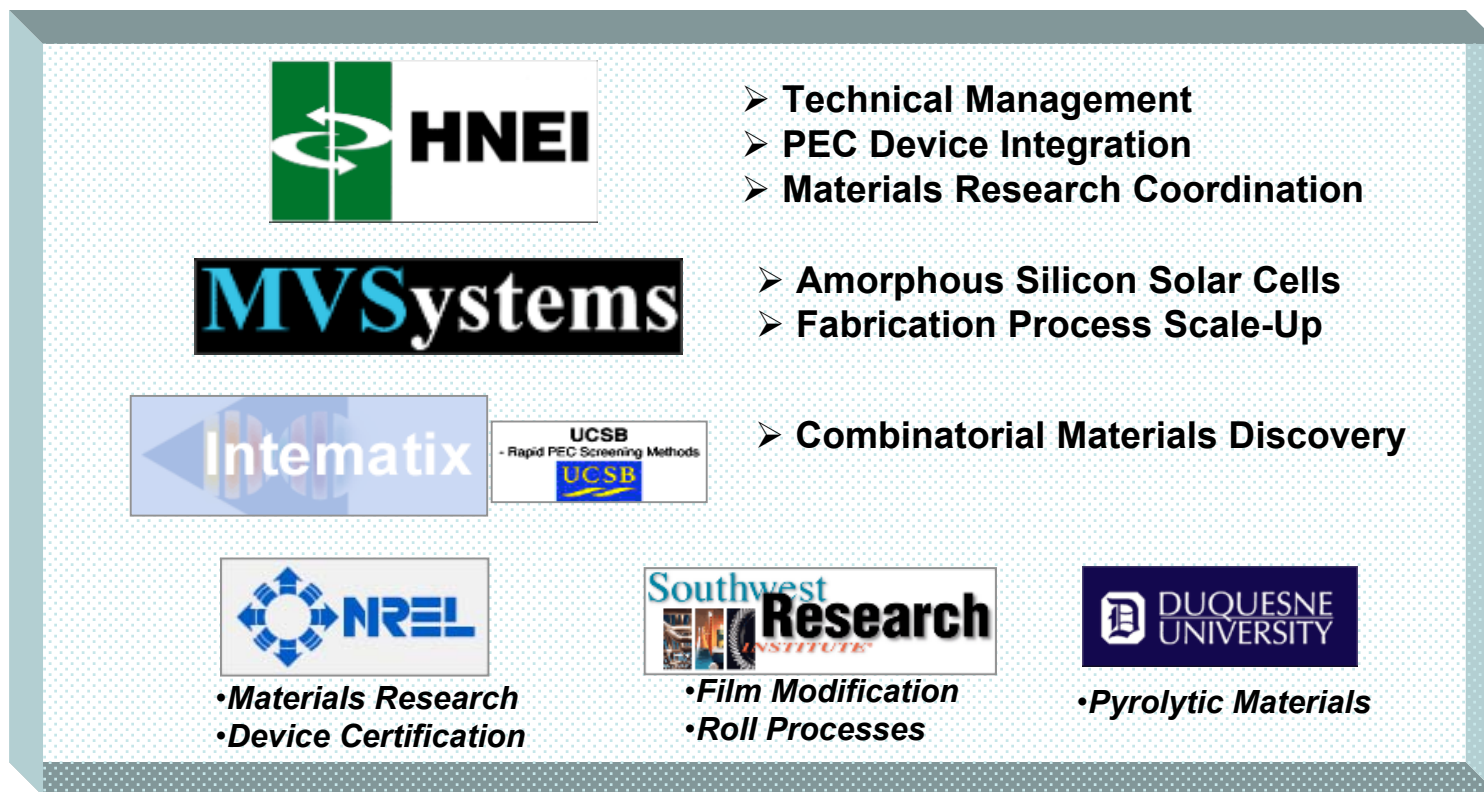 HNEI
➢ Technical Management
➢ PEC Device Integration
➢ Materials Research Coordination
MVSystems
➢ Amorphous Silicon Solar Cells
➢ Fabrication Process Scale-Up
Intematix
UCSB
- Rapid PEC Screening Methods
UCSB
➢ Combinatorial Materials Discovery
NREL
•Materials Research
•Device Certification
Southwest
Research
INSTITUTE
•Film Modification
•Roll Processes
D DUQUESNE
UNIVERSITY
•Pyrolytic Materials